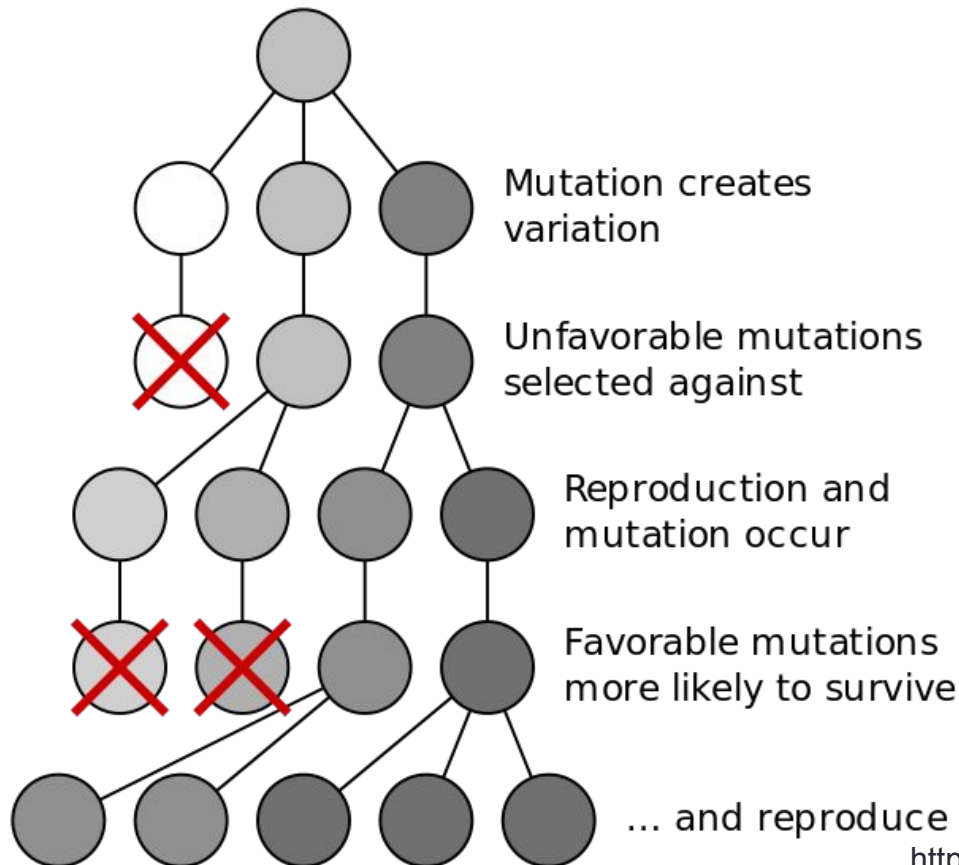 Mutation creates
variation
Unfavorable mutations
selected against
Reproduction and
mutation occur
Favorable mutations
more likely to survive
... and reproduce
http